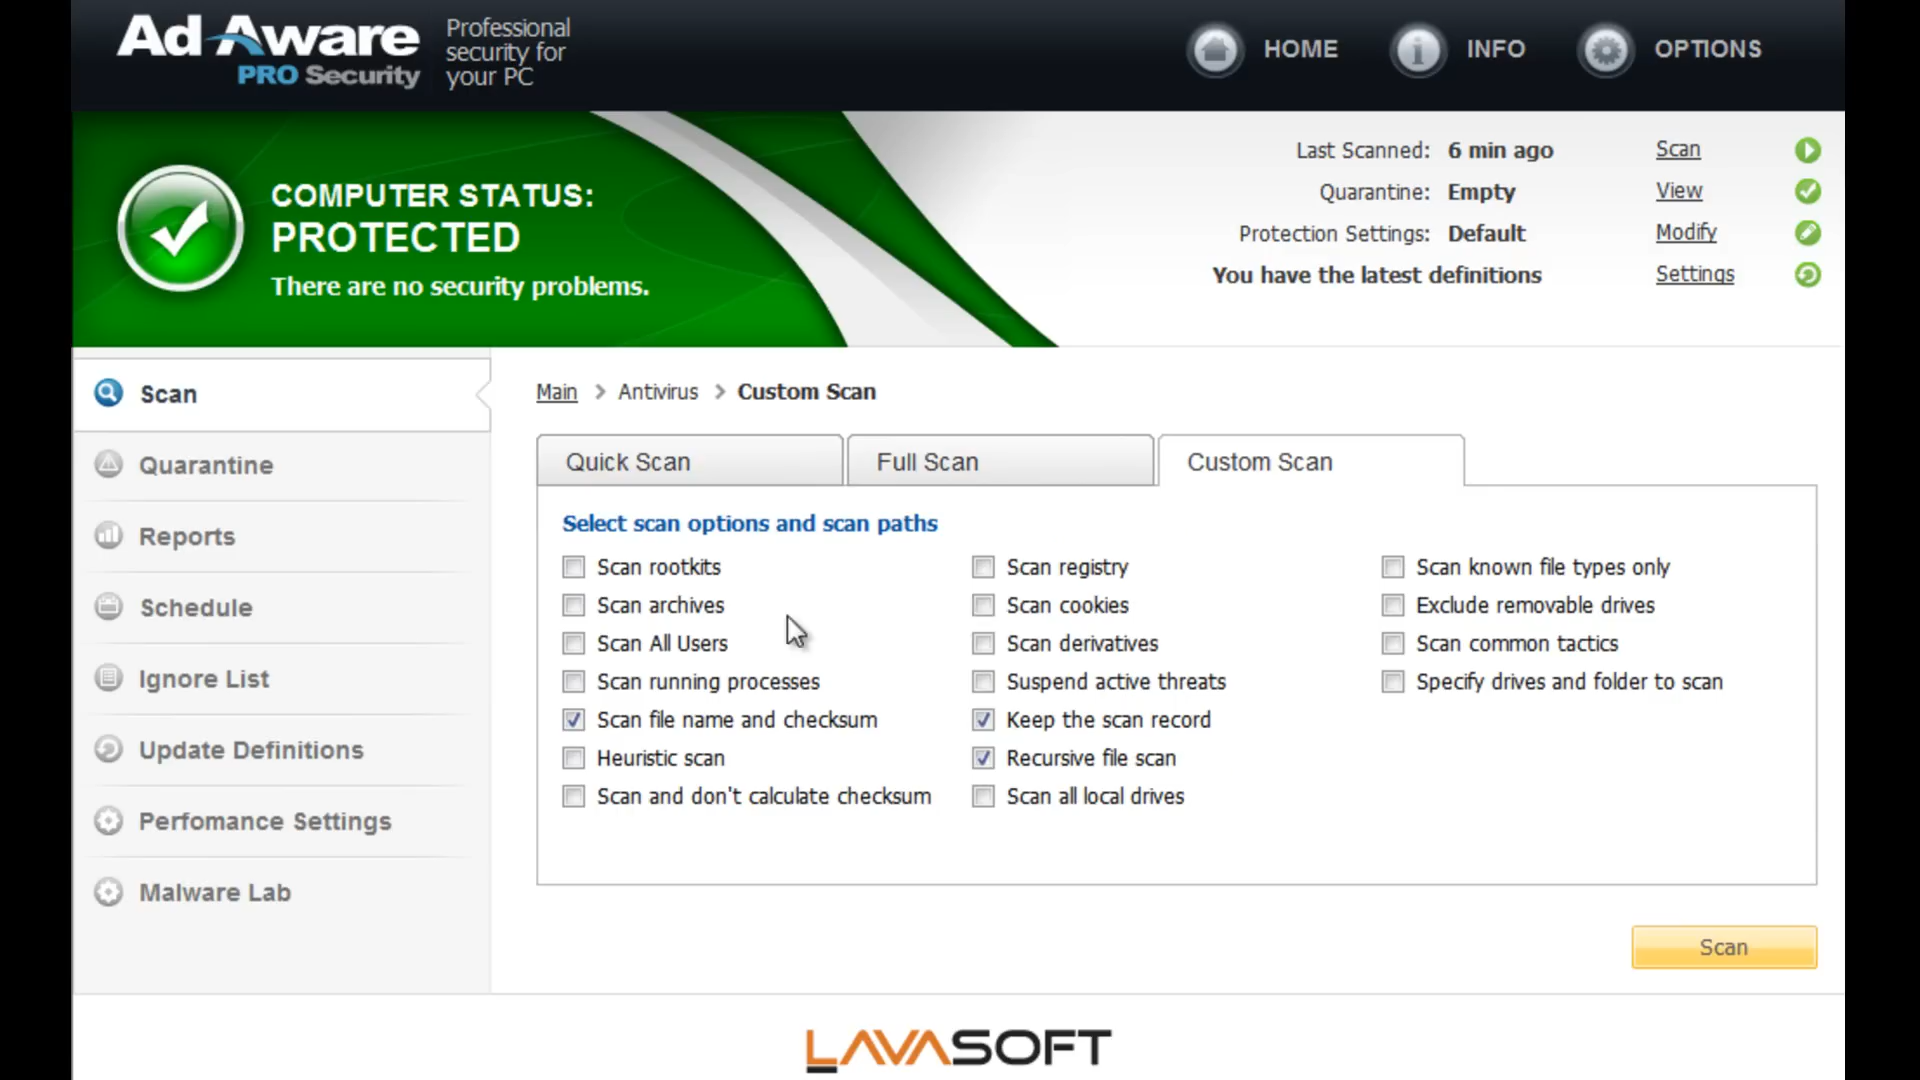 Ad-Aware
PRO Security
Professional
security for
your PC
HOME
INFO
OPTIONS
COMPUTER STATUS:
PROTECTED
There are no security problems.
Last Scanned: 6 min ago Scan
Quarantine: Empty View
Protection Settings: Default Modify
You have the latest definitions Settings
Scan
Quarantine
Reports
Schedule
Ignore List
Update Definitions
Perfomance Settings
Malware Lab
Main > Antivirus > Custom Scan
Quick Scan
Full Scan
Custom Scan
Select scan options and scan paths
Scan rootkits
Scan archives
Scan All Users
Scan running processes
Scan file name and checksum
Heuristic scan
Scan and don't calculate checksum
Scan registry
Scan cookies
Scan derivatives
Suspend active threats
Keep the scan record
Recursive file scan
Scan all local drives
Scan known file types only
Exclude removable drives
Scan common tactics
Specify drives and folder to scan
Scan
LAVASOFT